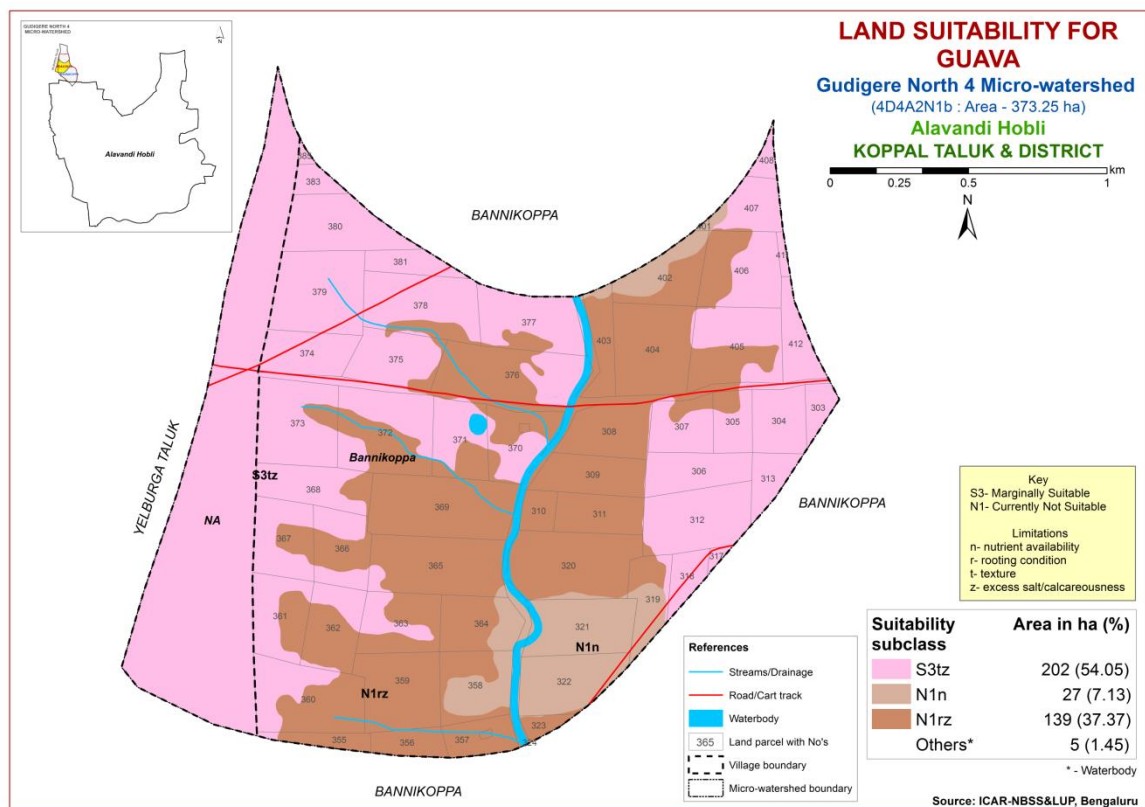 GUDIGERE NORTH 4
MICRO-WATERSHED
N
Alavandi Hobli
LAND SUITABILITY FOR
GUAVA
Gudigere North 4 Micro-watershed
(4D4A2N1b : Area - 373.25 ha)
Alavandi Hobli
KOPPAL TALUK & DISTRICT
km
0 0.25 0.5 1
N
BANNIKOPPA
383
380
381
379
378
377
374
375
376
408
407
401
402
406
403
404
405
412
373
372
371
370
Bannikoppa
308
307
305
304
303
S3tz
368
369
309
306
313
310
311
312
NA
YELBURGA TALUK
BANNIKOPPA
367
366
365
320
317
316
319
361
362
363
364
321
N1n
359
358
322
N1rz
360
355
356
357
323
324
BANNIKOPPA
Key
S3- Marginally Suitable
N1- Currently Not Suitable
Limitations
n- nutrient availability
r- rooting condition
t- texture
z- excess salt/calcareousness
References
Streams/Drainage
Road/Cart track
Waterbody
365 Land parcel with No's
Village boundary
Micro-watershed boundary
Suitability subclass Area in ha (%)
S3tz 202 (54.05)
N1n 27 (7.13)
N1rz 139 (37.37)
Others* 5 (1.45)
* - Waterbody
Source: ICAR-NBSS&LUP, Bengaluru